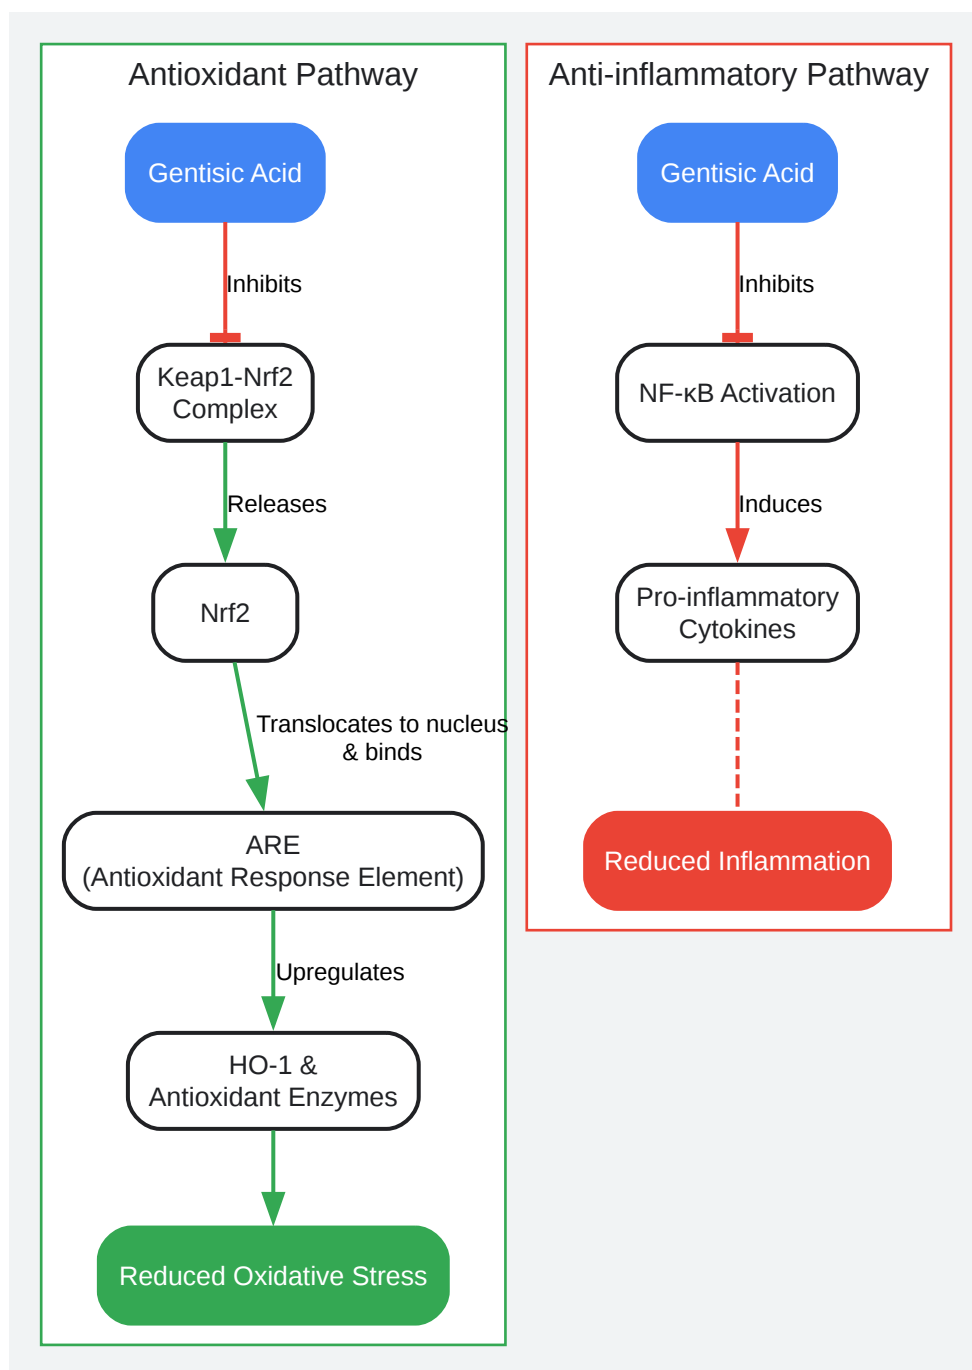 Antioxidant Pathway
Gentisic Acid
Inhibits
Keap1-Nrf2
Complex
Releases
Nrf2
Translocates to nucleus
& binds
ARE
(Antioxidant Response Element)
Upregulates
HO-1 &
Antioxidant Enzymes
Reduced Oxidative Stress
Anti-inflammatory Pathway
Gentisic Acid
Inhibits
NF-κB Activation
Induces
Pro-inflammatory
Cytokines
Reduced Inflammation